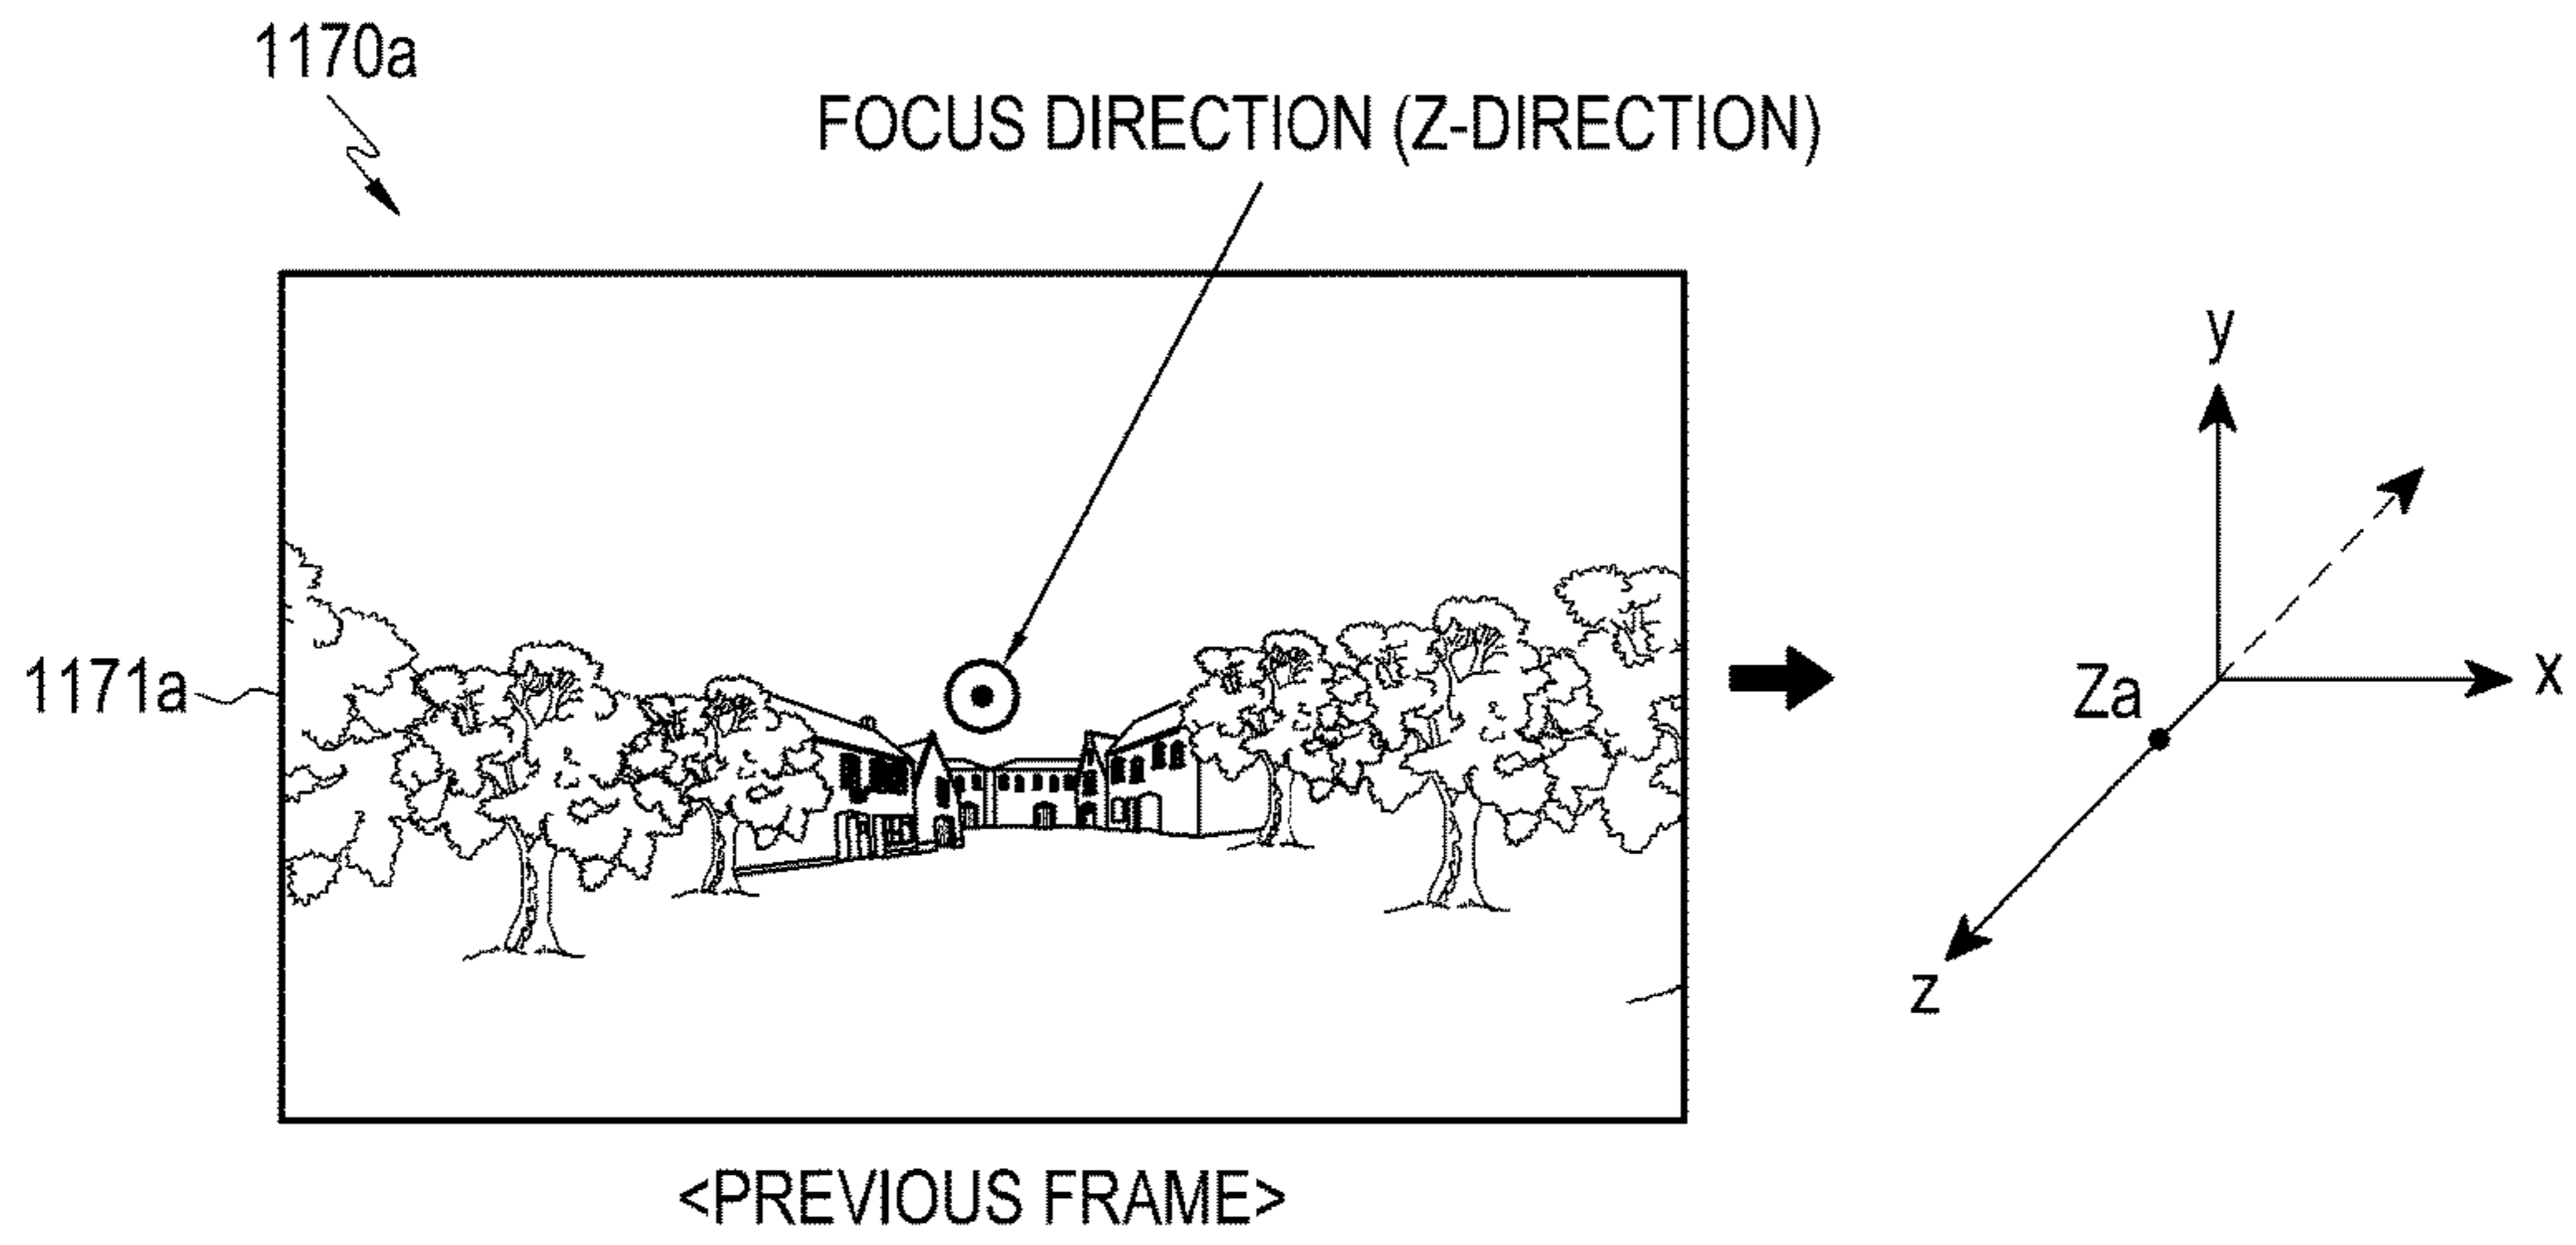 1170a
FOCUS DIRECTION (Z-DIRECTION)
y
1171a
Za
x
z
<PREVIOUS FRAME>